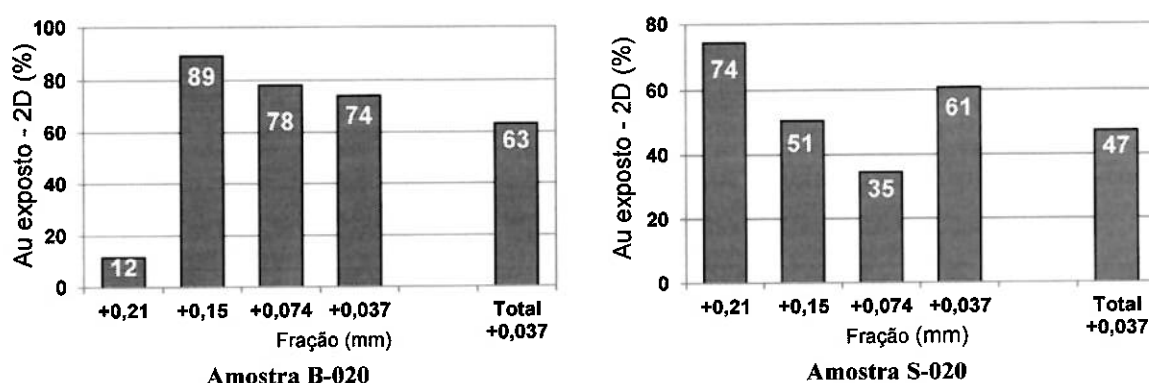 Au exposto - 2D (%)
100
80
60
40
20
0
12
89
78
74
63
+0,21 +0,15 +0,074 +0,037 Total
+0,037
Fração (mm)
Amostra B-020
Au exposto - 2D (%)
80
60
40
20
0
74
51
35
61
47
+0,21 +0,15 +0,074 +0,037 Total
+0,037
Fração (mm)
Amostra S-020